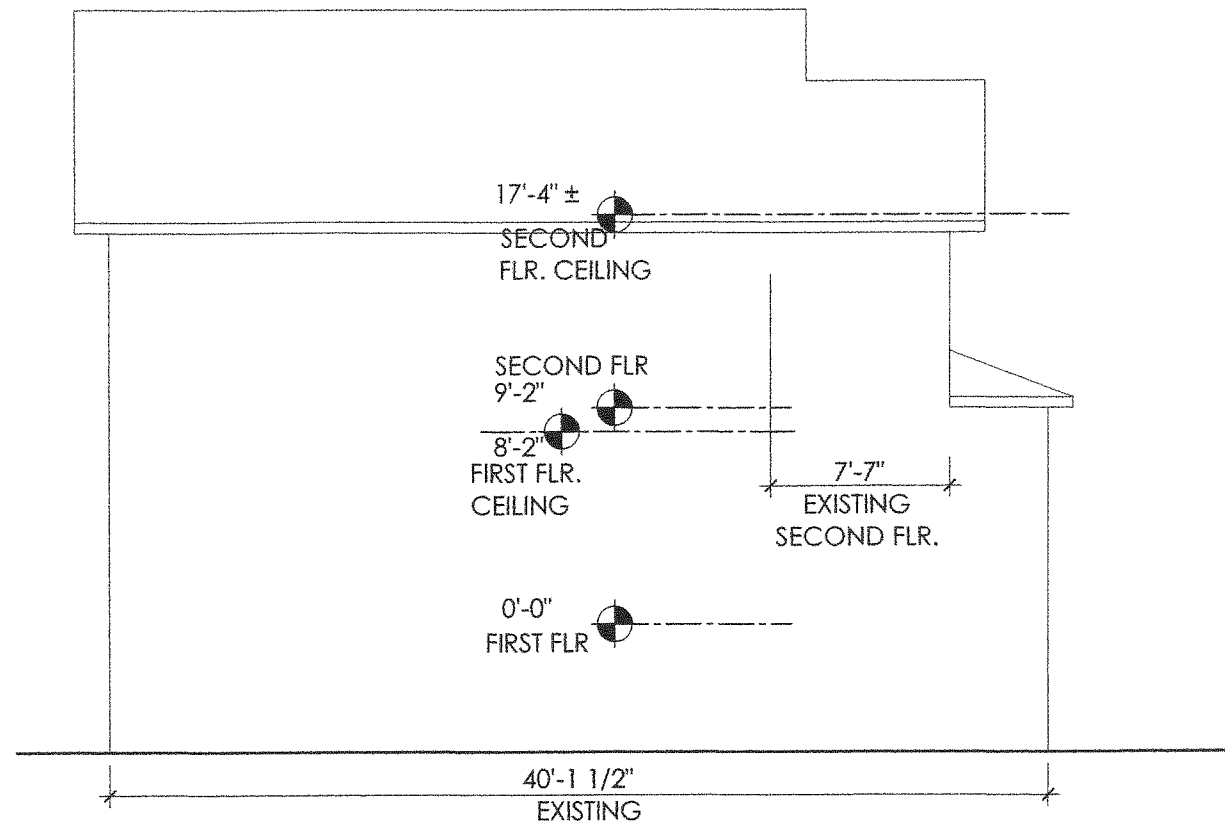 17'-4" ±
SECOND
FLR. CEILING
SECOND FLR
9'-2"
8'-2"
FIRST FLR.
CEILING
7'-7"
EXISTING
SECOND FLR.
0'-0"
FIRST FLR
40'-1 1/2"
EXISTING